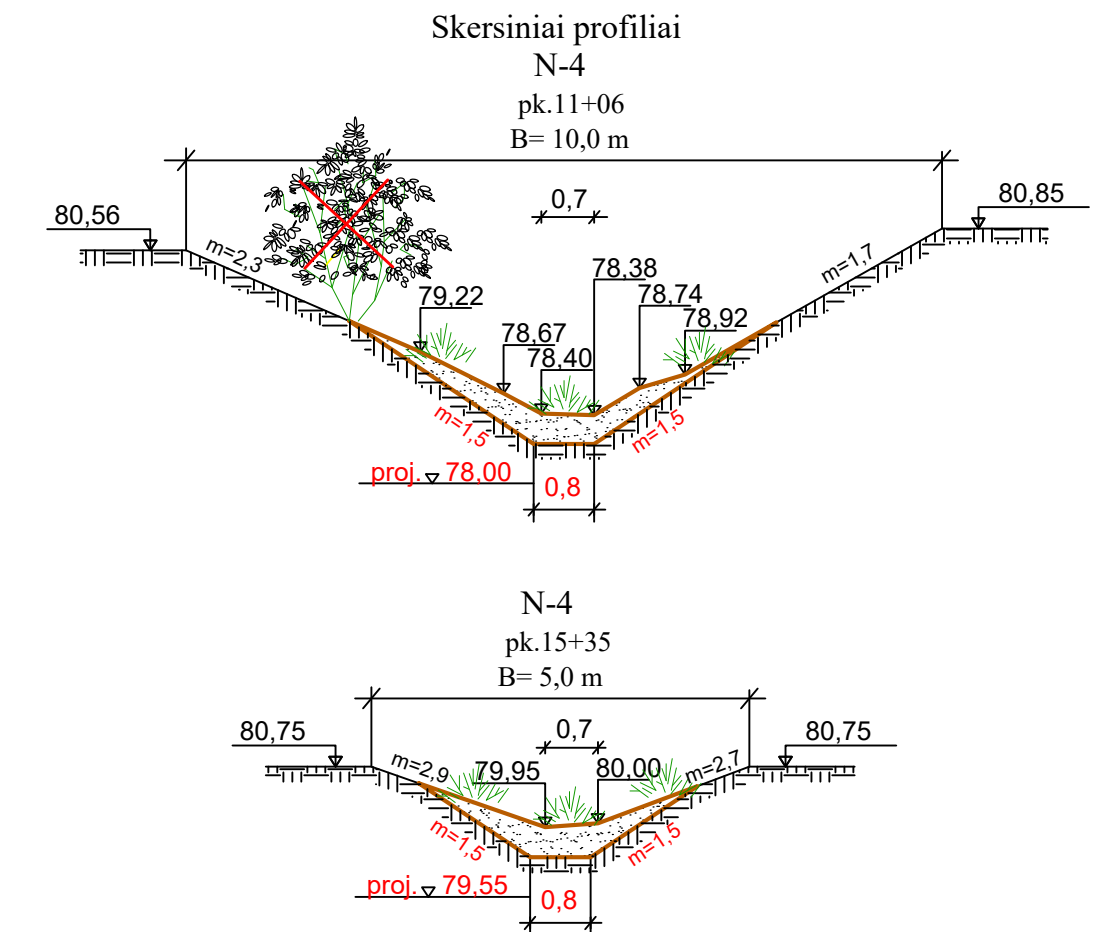 Skersiniai profiliai
N-4
pk.11+06
B= 10,0 m
80,56
0,7
80,85
m=2,3
m=1,7
78,38
79,22
78,74
78,67
78,92
78,40
m=1,5
m=1,5
proj. 78,00
0,8
N-4
pk.15+35
B= 5,0 m
80,75
0,7
80,75
m=2,9
79,95
80,00
m=2,7
m=1,5
m=1,5
proj. 79,55
0,8